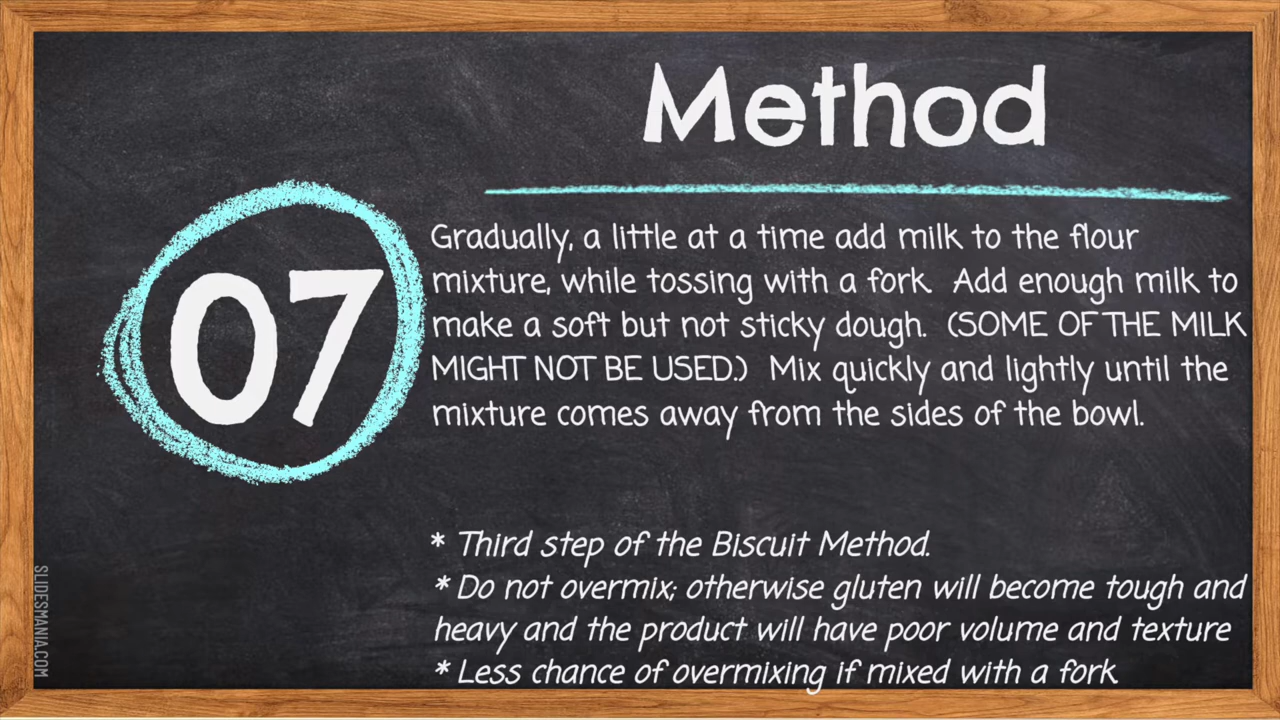 Method
07
Gradually, a little at a time add milk to the flour
mixture, while tossing with a fork.  Add enough milk to
make a soft but not sticky dough.  (SOME OF THE MILK
MIGHT NOT BE USED.)  Mix quickly and lightly until the
mixture comes away from the sides of the bowl.
* Third step of the Biscuit Method.
* Do not overmix; otherwise gluten will become tough and
heavy and the product will have poor volume and texture
* Less chance of overmixing if mixed with a fork.
SLIDESMANIA.COM